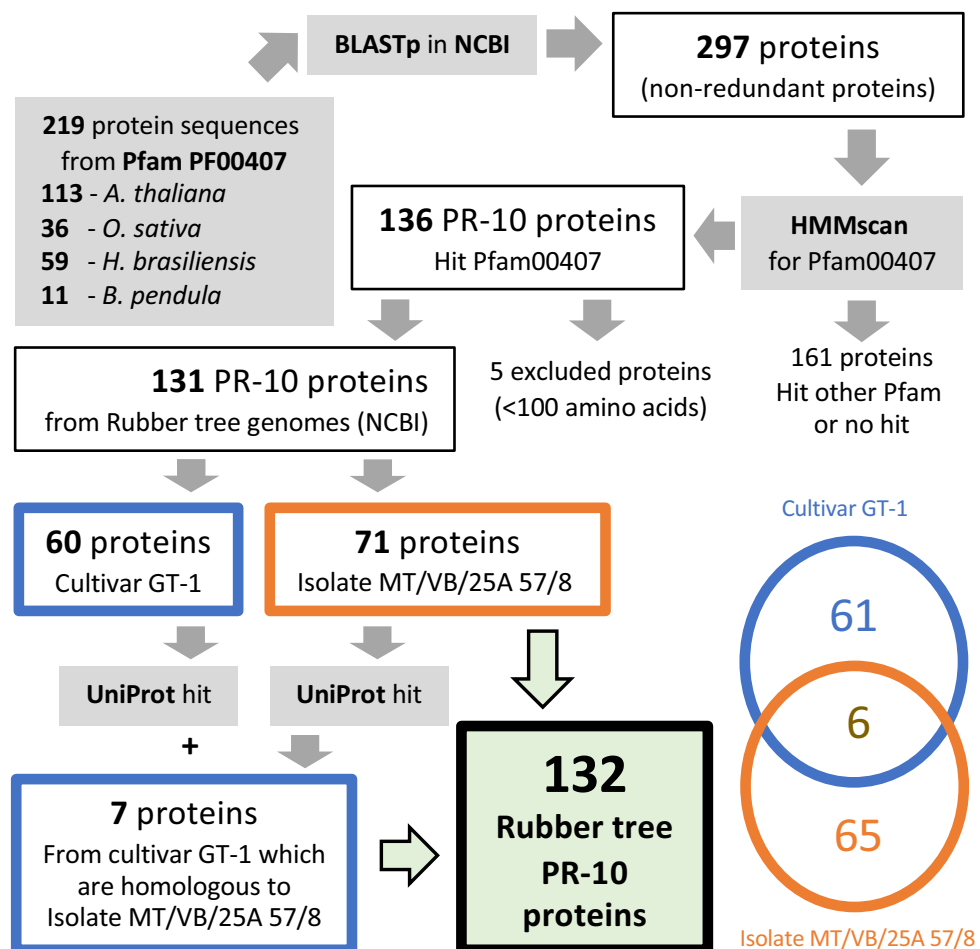 BLASTp in NCBI
297 proteins
(non-redundant proteins)
219 protein sequences
from Pfam PF00407
113 - A. thaliana
36 - O. sativa
59 - H. brasiliensis
11 - B. pendula
HMMscan
for Pfam00407
136 PR-10 proteins
Hit Pfam00407
161 proteins
Hit other Pfam
or no hit
5 excluded proteins
(<100 amino acids)
131 PR-10 proteins
from Rubber tree genomes (NCBI)
60 proteins
Cultivar GT-1
71 proteins
Isolate MT/VB/25A 57/8
UniProt hit
UniProt hit
+
7 proteins
From cultivar GT-1 which
are homologous to
Isolate MT/VB/25A 57/8
132
Rubber tree
PR-10
proteins
Cultivar GT-1
61
6
65
Isolate MT/VB/25A 57/8